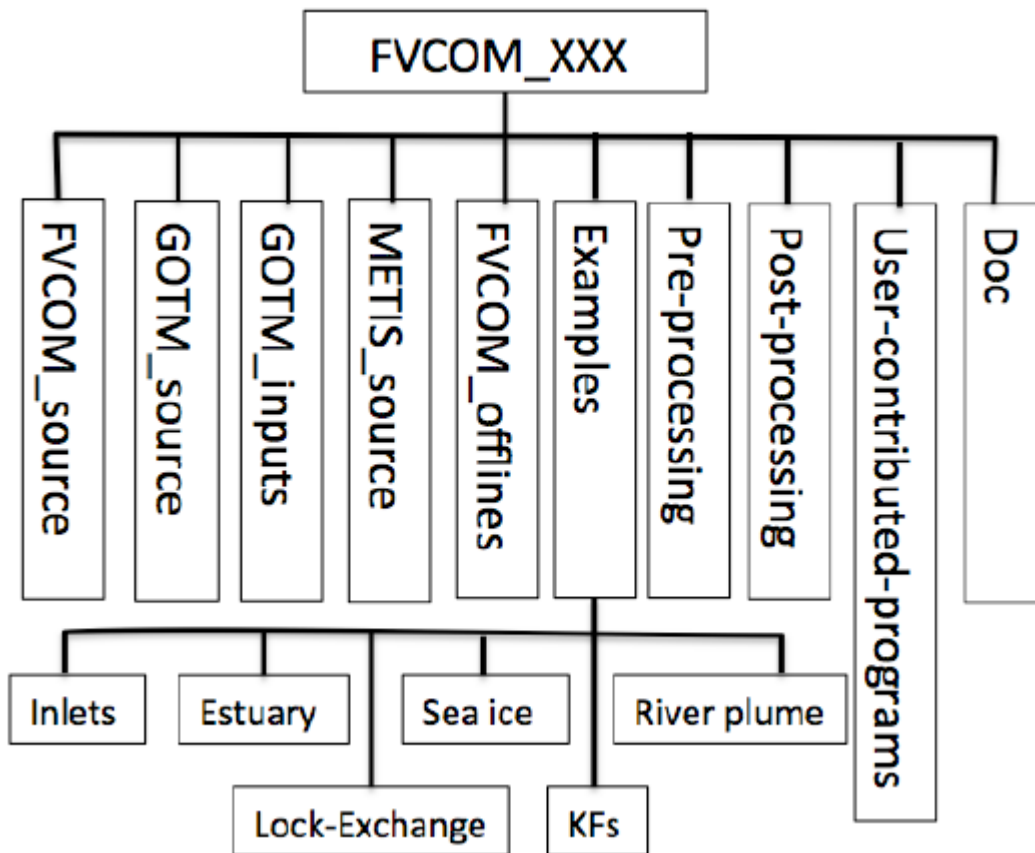 FVCOM_XXX
FVCOM_source
GOTM_source
GOTM_inputs
METIS_source
FVCOM_offlines
Examples
Pre-processing
Post-processing
User-contributed-programs
Doc
Inlets
Estuary
Sea ice
River plume
Lock-Exchange
KFs